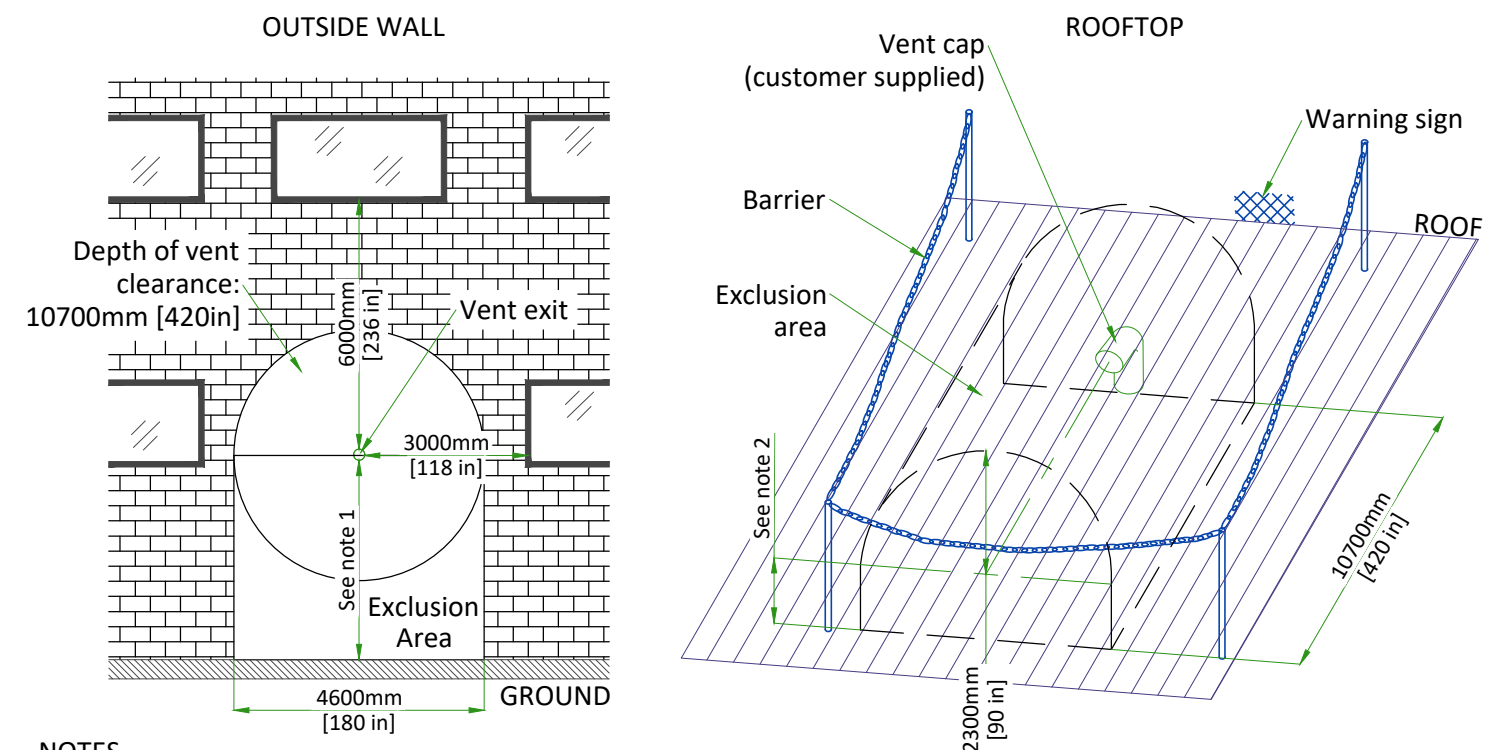 OUTSIDE WALL
Depth of vent
clearance:
10700mm [420in]
6000mm
[236 in]
Vent exit
3000mm
[118 in]
See note 1
Exclusion
Area
4600mm
[180 in]
GROUND
NOTES
ROOFTOP
Vent cap
(customer supplied)
Warning sign
Barrier
ROOF
Exclusion
area
See note 2
10700mm
[420 in]
2300mm
[90 in]